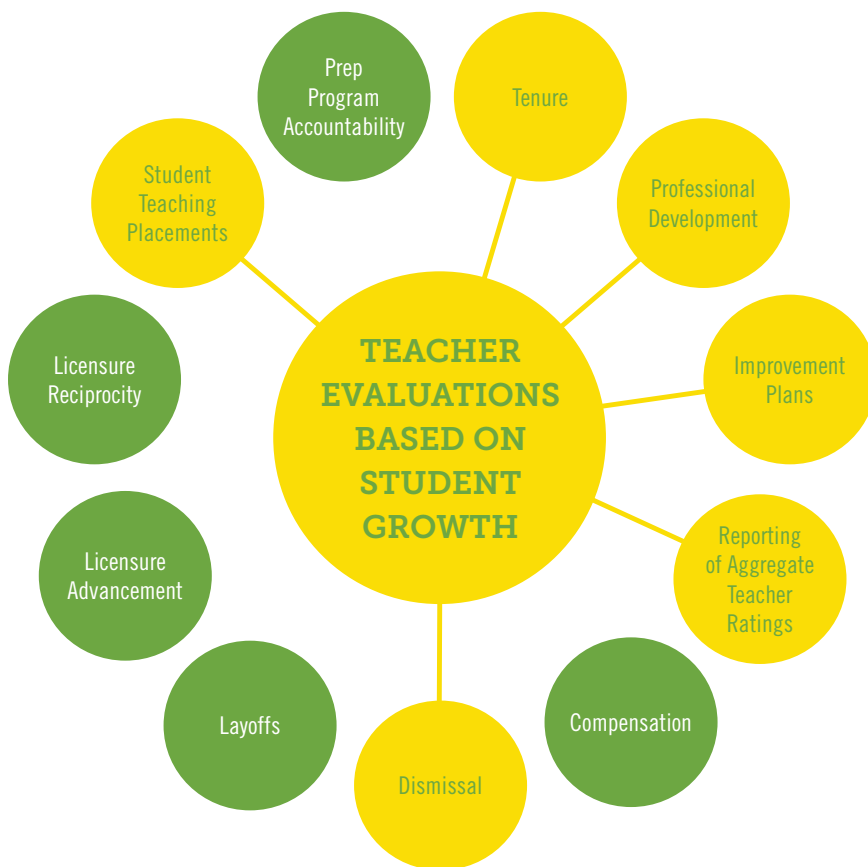 Prep
Program
Accountability
Tenure
Student
Teaching
Placements
Professional
Development
Licensure
Reciprocity
TEACHER
EVALUATIONS
BASED ON
STUDENT
GROWTH
Improvement
Plans
Licensure
Advancement
Reporting
of Aggregate
Teacher
Ratings
Layoffs
Compensation
Dismissal